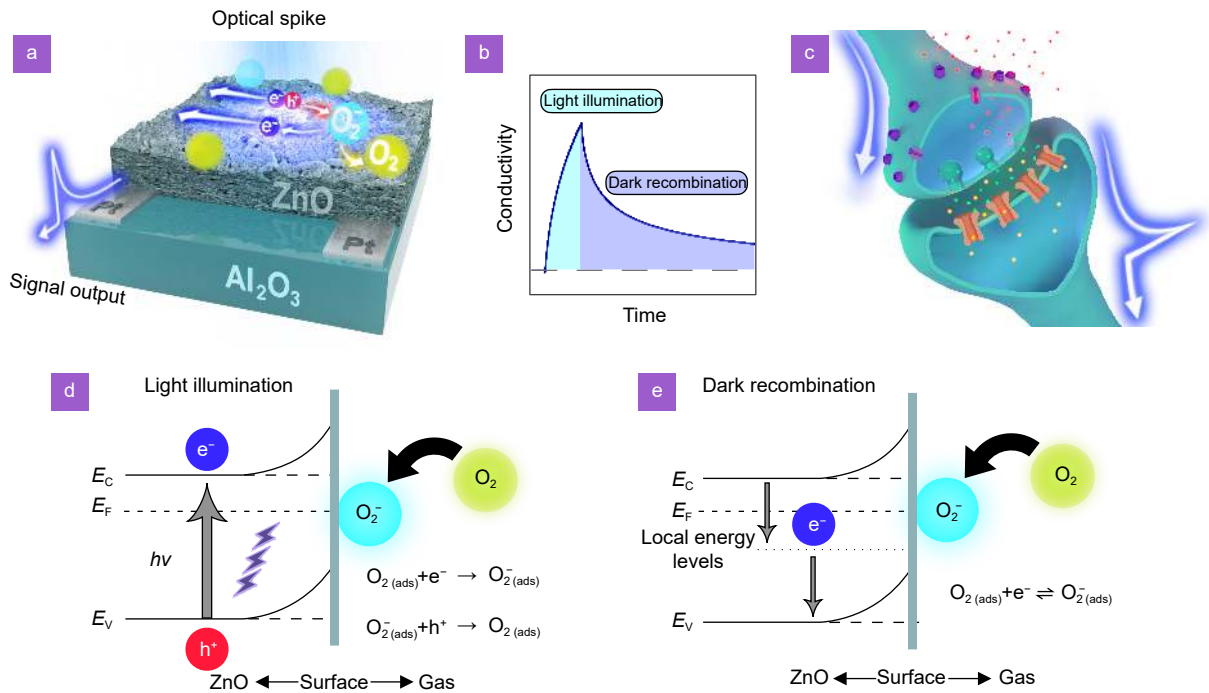 Optical spike
a
e⁻ h⁺
e⁻
O₂⁻
O₂
ZnO
Pt
Pt
Al₂O₃
Signal output
b
Light illumination
Dark recombination
Conductivity
Time
c
d
Light illumination
e⁻
E_C
E_F
hv
E_V
h⁺
O₂⁻
O₂
O₂ (ads)+e⁻ → O₂⁻(ads)
O₂⁻(ads)+h⁺ → O₂ (ads)
ZnO ← Surface → Gas
e
Dark recombination
E_C
E_F
e⁻
Local energy
levels
E_V
O₂⁻
O₂
O₂ (ads)+e⁻ ⇌ O₂⁻(ads)
ZnO ← Surface → Gas